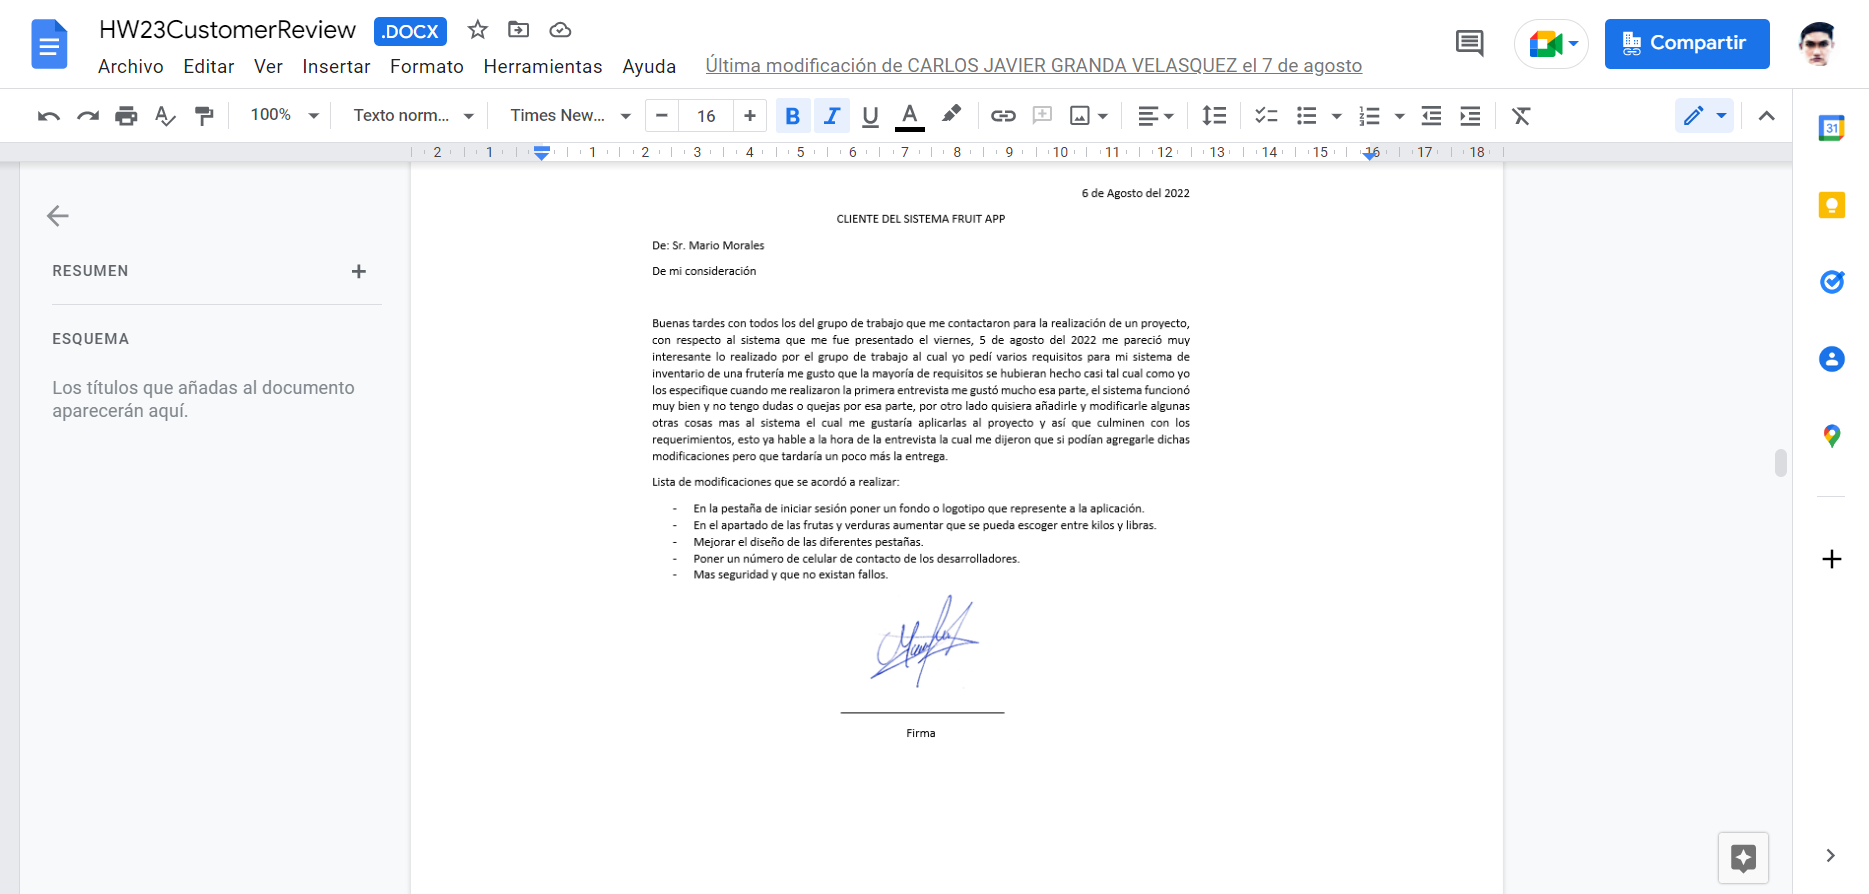 HW23CustomerReview .DOCX
Archivo Editar Ver Insertar Formato Herramientas Ayuda Última modificación de CARLOS JAVIER GRANDA VELASQUEZ el 7 de agosto
Compartir
100% Texto norm... Times New... 16
2 1 1 2 3 4 5 6 7 8 9 10 11 12 13 14 15 16 17 18
31
RESUMEN
ESQUEMA
Los títulos que añadas al documento
aparecerán aquí.
6 de Agosto del 2022
CLIENTE DEL SISTEMA FRUIT APP
De: Sr. Mario Morales
De mi consideración
Buenas tardes con todos los del grupo de trabajo que me contactaron para la realización de un proyecto,
con respecto al sistema que me fue presentado el viernes, 5 de agosto del 2022 me pareció muy
interesante lo realizado por el grupo de trabajo al cual yo pedí varios requisitos para mi sistema de
inventario de una frutería me gusto que la mayoría de requisitos se hubieran hecho casi tal cual como yo
los especifique cuando me realizaron la primera entrevista me gustó mucho esa parte, el sistema funcionó
muy bien y no tengo dudas o quejas por esa parte, por otro lado quisiera añadirle y modificarle algunas
otras cosas mas al sistema el cual me gustaría aplicarlas al proyecto y así que culminen con los
requerimientos, esto ya hable a la hora de la entrevista la cual me dijeron que si podían agregarle dichas
modificaciones pero que tardaría un poco más la entrega.
Lista de modificaciones que se acordó a realizar:
- En la pestaña de iniciar sesión poner un fondo o logotipo que represente a la aplicación.
- En el apartado de las frutas y verduras aumentar que se pueda escoger entre kilos y libras.
- Mejorar el diseño de las diferentes pestañas.
- Poner un número de celular de contacto de los desarrolladores.
- Mas seguridad y que no existan fallos.
Firma